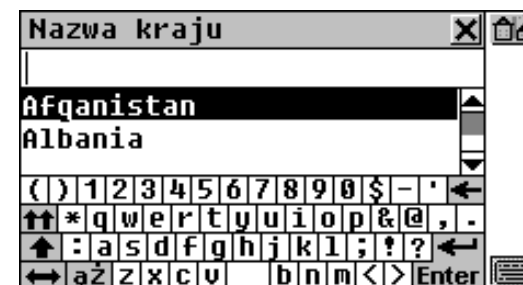 Nazwa kraju
Afganistan
Albania
( ) 1 2 3 4 5 6 7 8 9 0 $ - '
* q w e r t y u i o p & @ , .
: a s d f g h j k l ; ! ?
aż z x c v b n m < > Enter